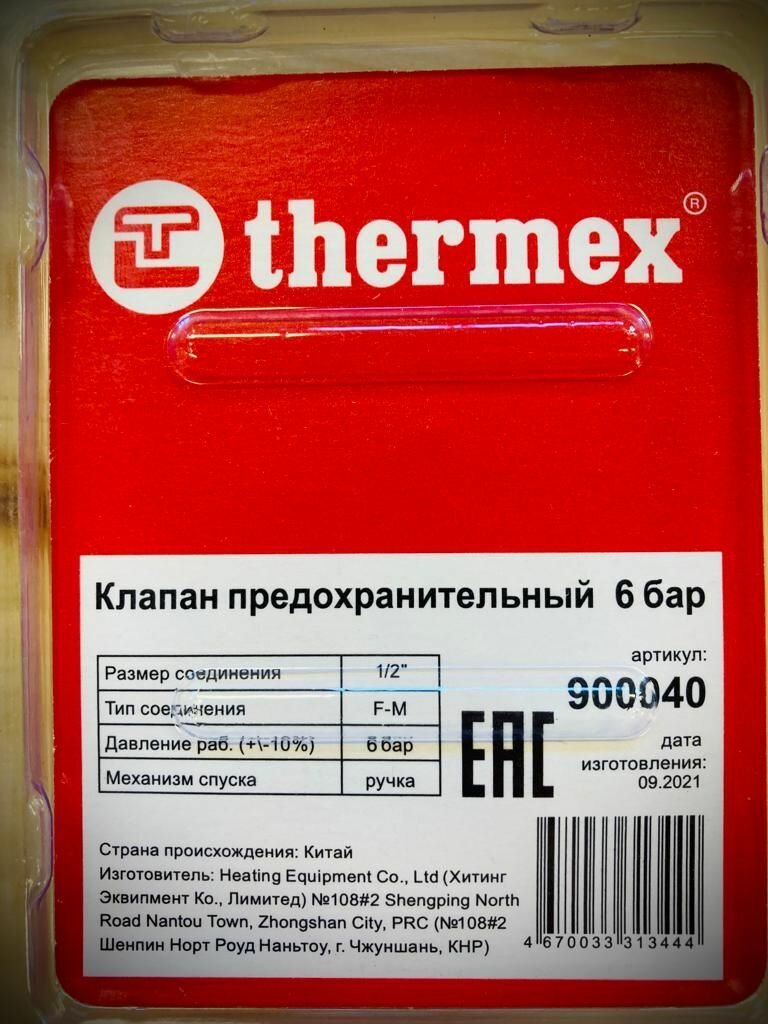 thermex®
Клапан предохранительный 6 бар
Размер соединения 1/2"
Тип соединения F-M
Давление раб. (+\-10%) 6 бар
Механизм спуска ручка
EAC
артикул:
900040
дата
изготовления:
09.2021
Страна происхождения: Китай
Изготовитель: Heating Equipment Co., Ltd (Хитинг
Эквипмент Ко., Лимитед) №108#2 Shengping North
Road Nantou Town, Zhongshan City, PRC (№108#2
Шенпин Норт Роуд Наньтоу, г. Чжуншань, КНР)
4 670033 313444